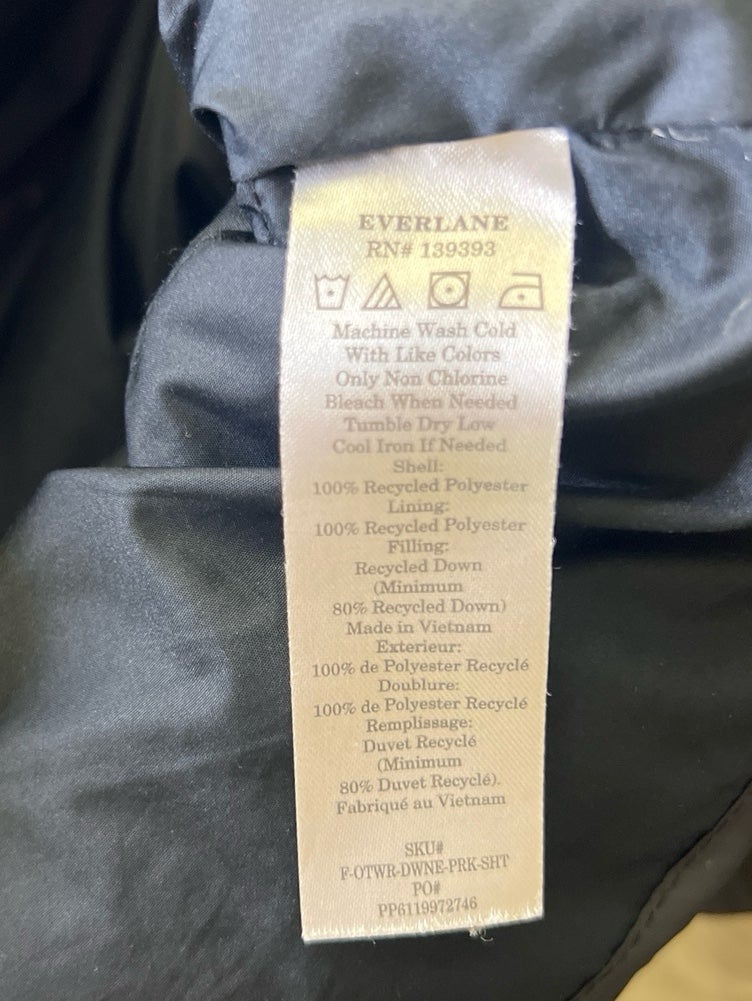 EVERLANE
RN# 139393
Machine Wash Cold
With Like Colors
Only Non Chlorine
Bleach When Needed
Tumble Dry Low
Cool Iron If Needed
Shell:
100% Recycled Polyester
Lining:
100% Recycled Polyester
Filling:
Recycled Down
(Minimum
80% Recycled Down)
Made in Vietnam
Exterieur:
100% de Polyester Recyclé
Doublure:
100% de Polyester Recyclé
Remplissage:
Duvet Recyclé
(Minimum
80% Duvet Recyclé).
Fabriqué au Vietnam
SKU#
F-OTWR-DWNE-PRK-SHT
PO#
PP6119972746